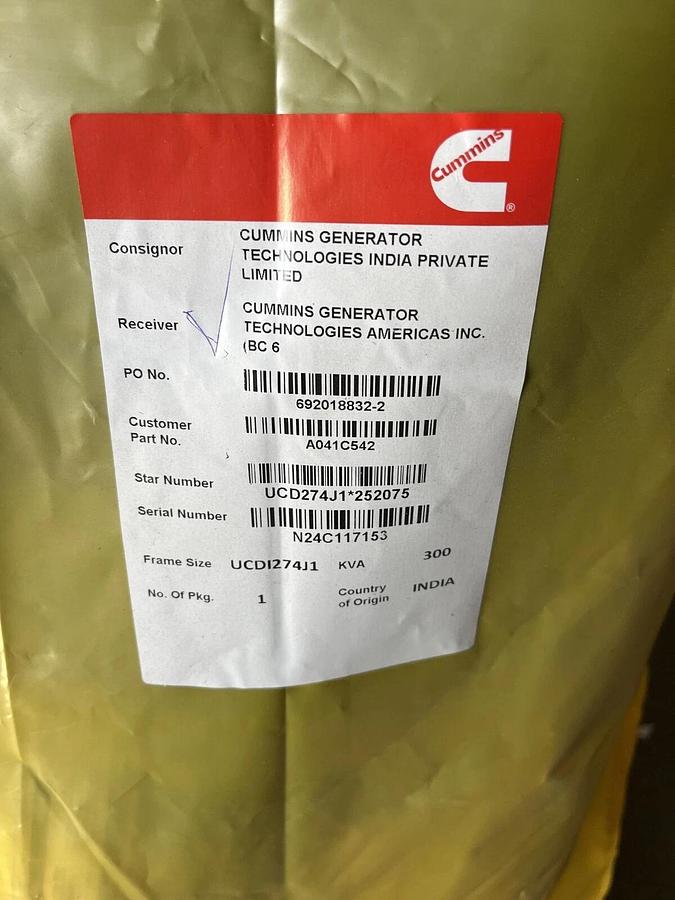 Cummins
®
Consignor
CUMMINS GENERATOR
TECHNOLOGIES INDIA PRIVATE
LIMITED
Receiver
CUMMINS GENERATOR
TECHNOLOGIES AMERICAS INC.
(BC 6
PO No.
692018832-2
Customer
Part No.
A041C542
Star Number
UCD274J1*252075
Serial Number
N24C117153
Frame Size UCDI274J1 KVA 300
No. Of Pkg. 1 Country
of Origin INDIA